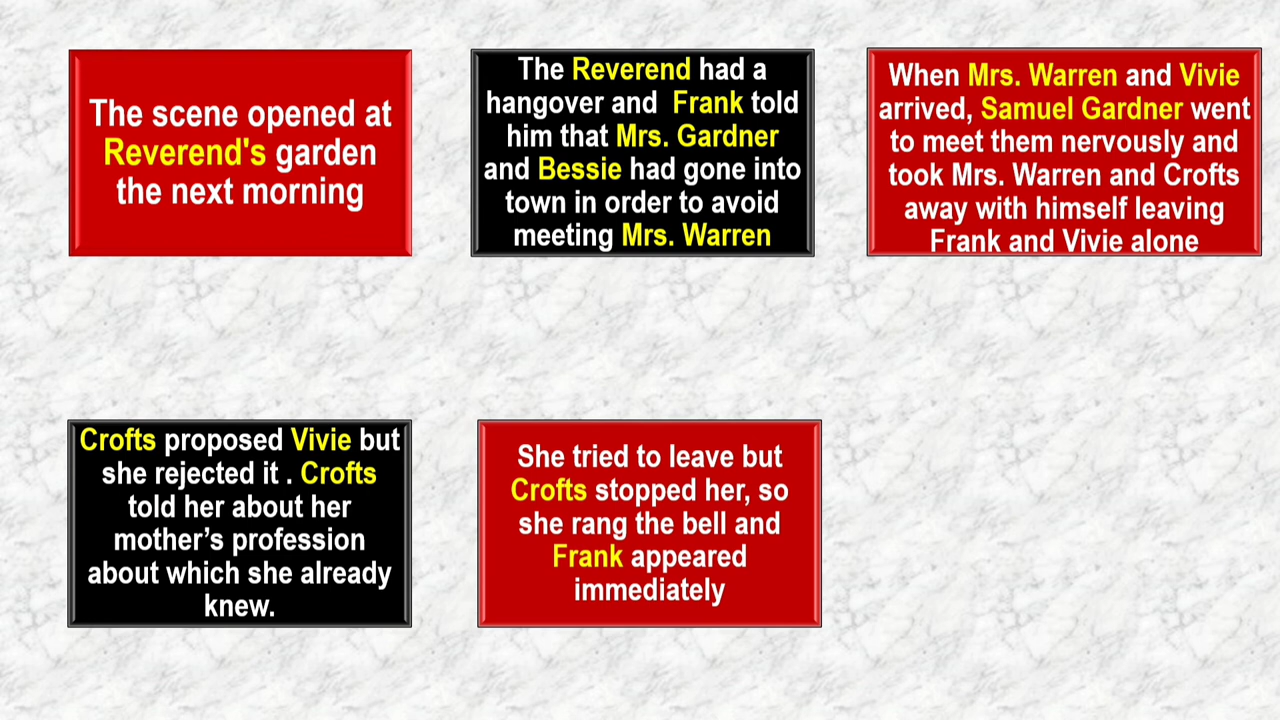 The scene opened at
Reverend's garden
the next morning
The Reverend had a
hangover and  Frank told
him that Mrs. Gardner
and Bessie had gone into
town in order to avoid
meeting Mrs. Warren
When Mrs. Warren and Vivie
arrived, Samuel Gardner went
to meet them nervously and
took Mrs. Warren and Crofts
away with himself leaving
Frank and Vivie alone
Crofts proposed Vivie but
she rejected it . Crofts
told her about her
mother’s profession
about which she already
knew.
She tried to leave but
Crofts stopped her, so
she rang the bell and
Frank appeared
immediately